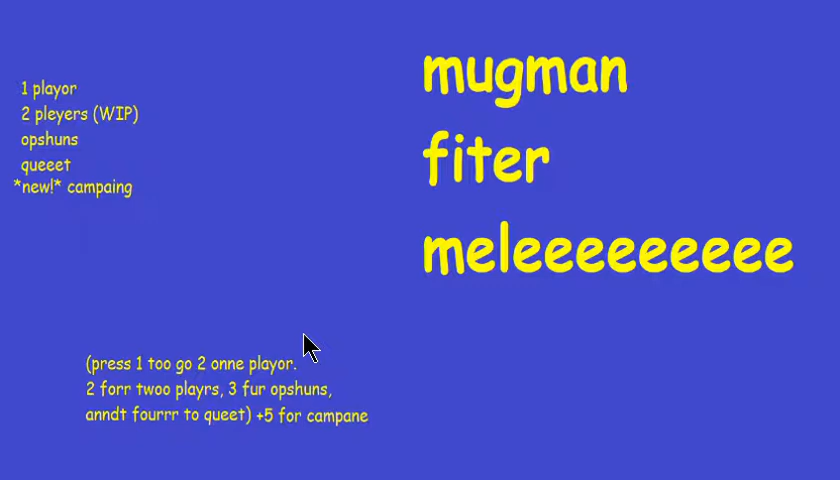 1 playor
2 pleyers (WIP)
opshuns
queeet
*new!* campaing
mugman
fiter
meleeeeeeeeee
(press 1 too go 2 onne playor.
2 forr twoo playrs, 3 fur opshuns,
anndt fourrr to queet) +5 for campane